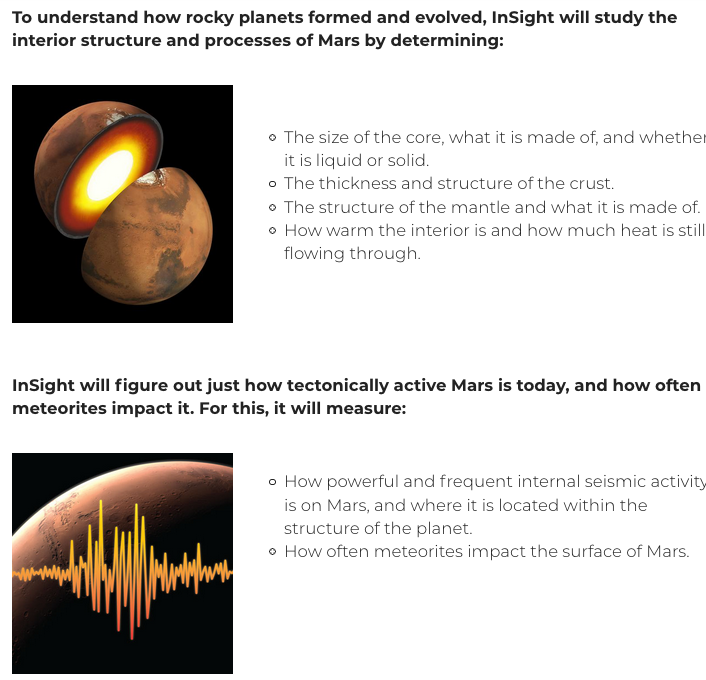 To understand how rocky planets formed and evolved, InSight will study the
interior structure and processes of Mars by determining:
The size of the core, what it is made of, and whether
it is liquid or solid.
The thickness and structure of the crust.
The structure of the mantle and what it is made of.
How warm the interior is and how much heat is still
flowing through.
InSight will figure out just how tectonically active Mars is today, and how often
meteorites impact it. For this, it will measure:
How powerful and frequent internal seismic activity
is on Mars, and where it is located within the
structure of the planet.
How often meteorites impact the surface of Mars.